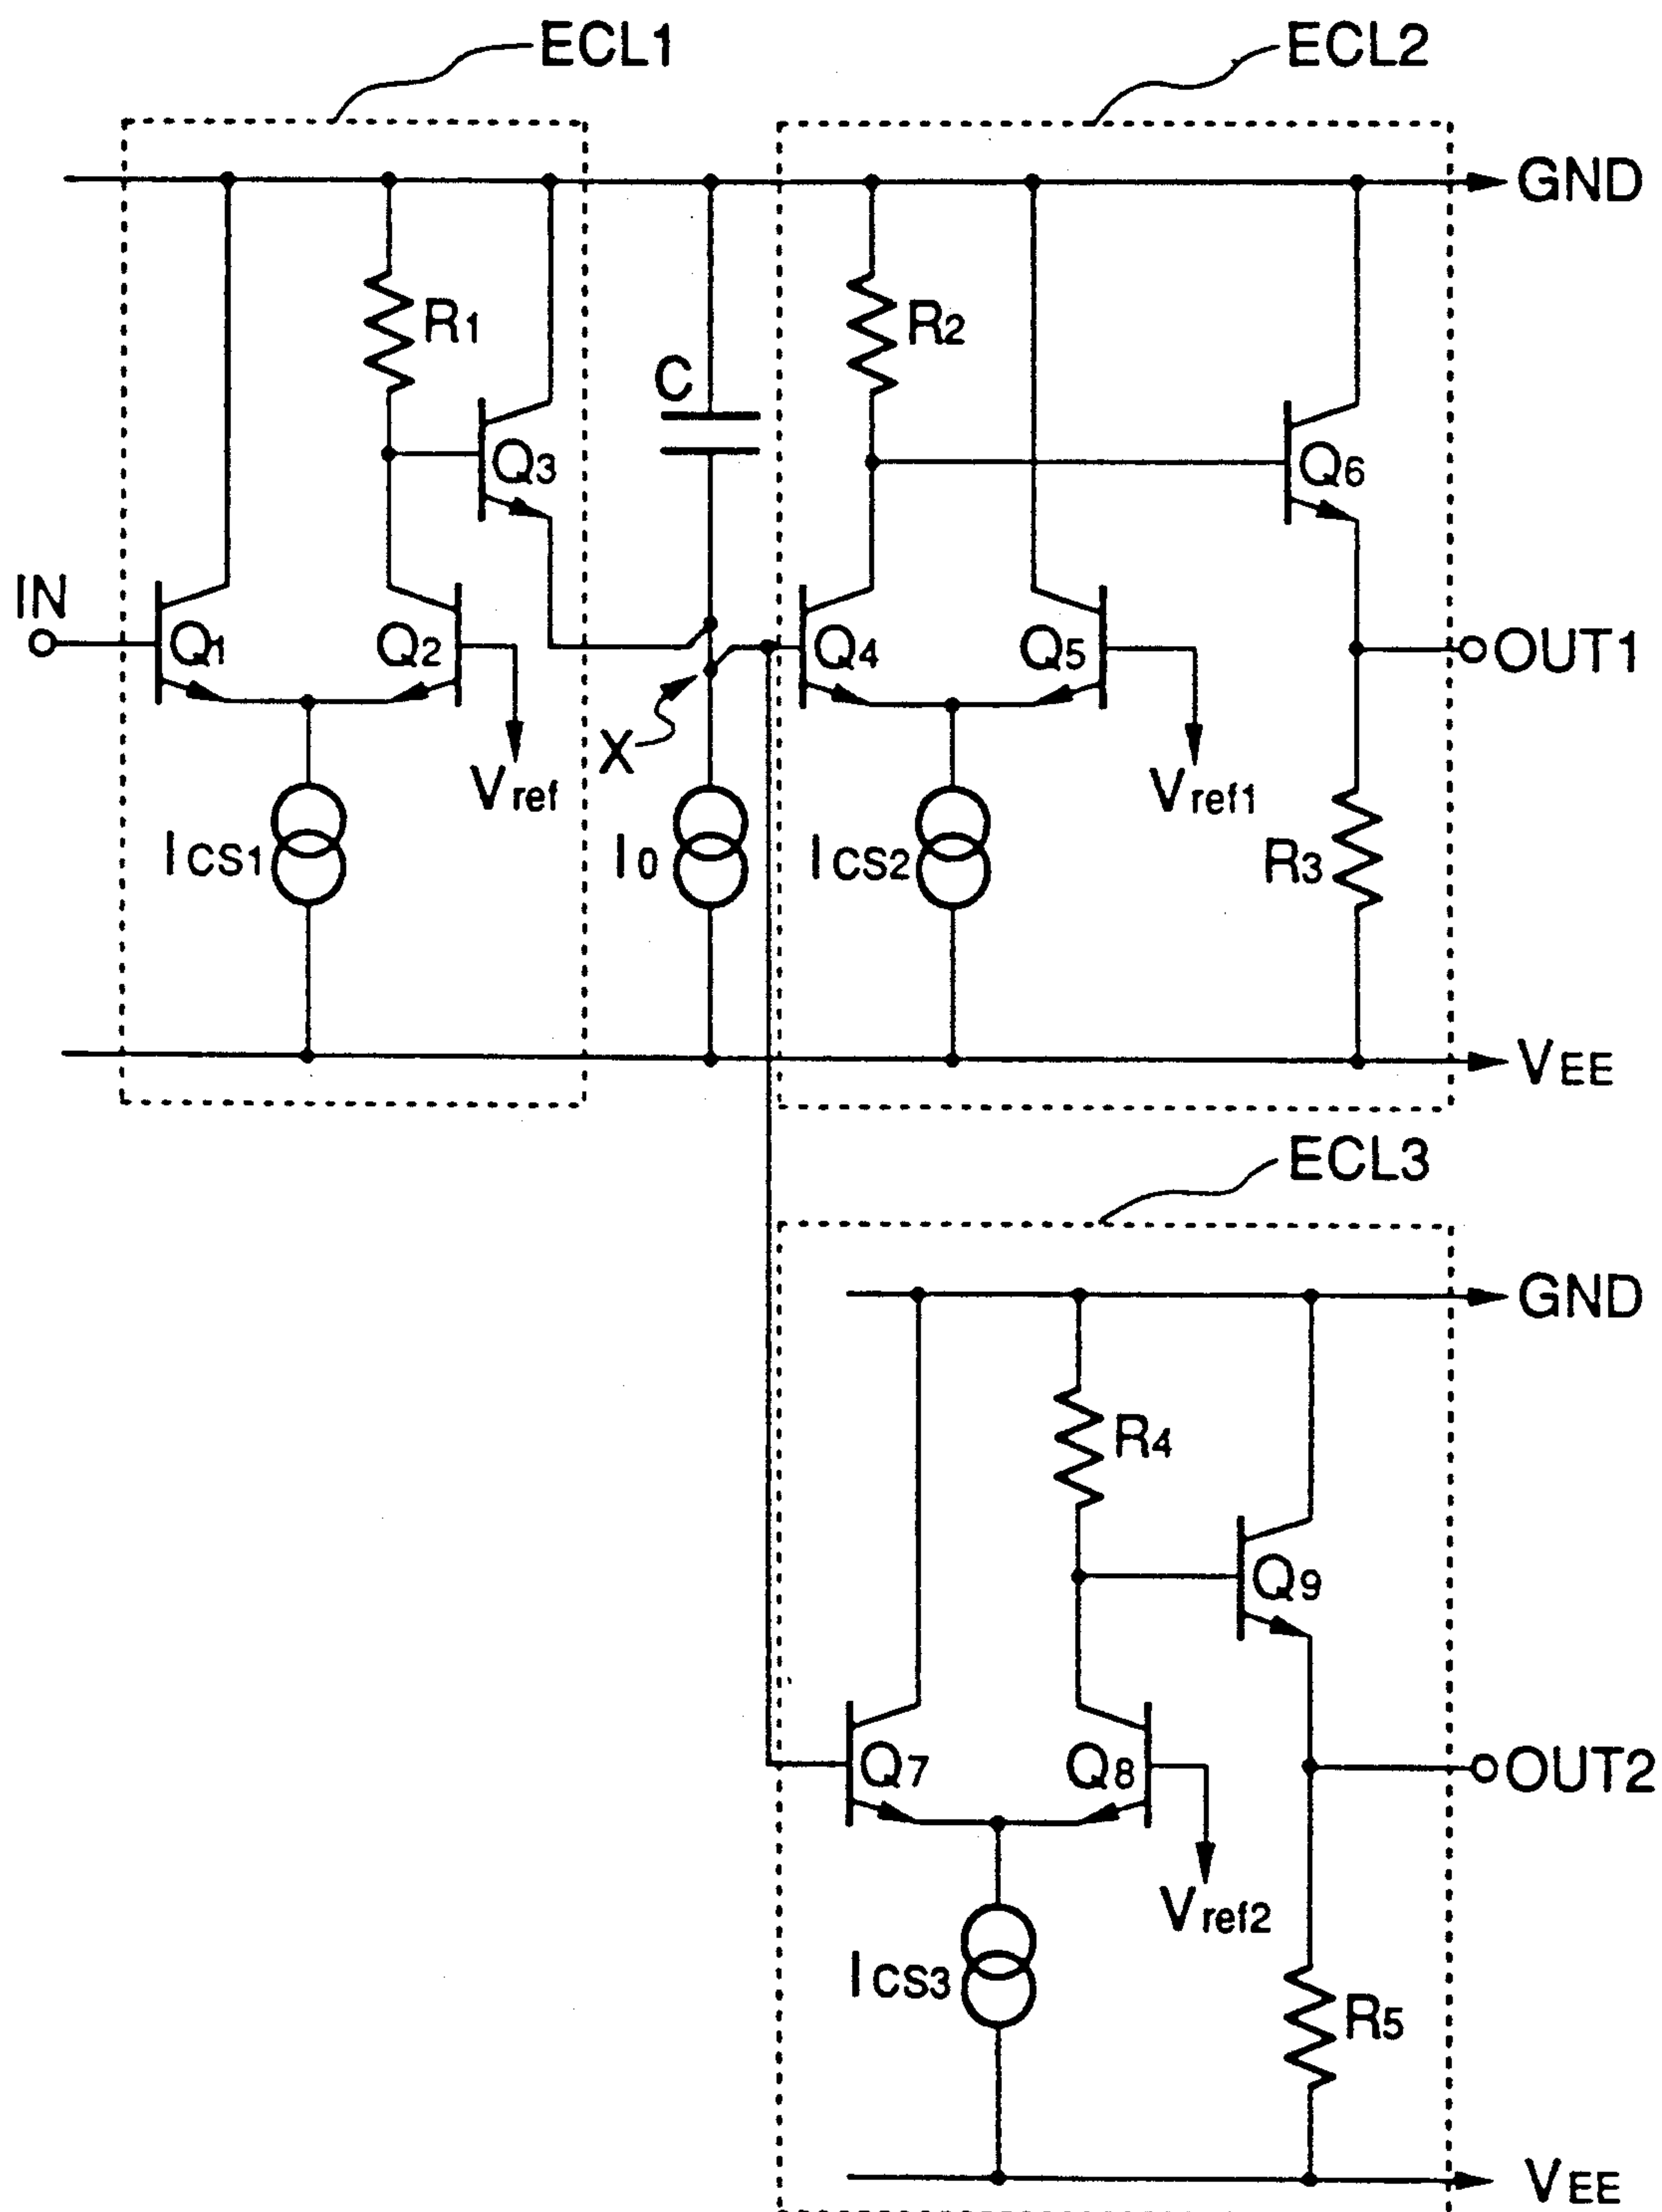 ECL1
ECL2
GND
R1
R2
C
Q3
Q6
IN
Q1
Q2
Q4
Q5
OUT1
X
Vref
Vref1
ICS1
I0
ICS2
R3
VEE
ECL3
GND
R4
Q9
Q7
Q8
OUT2
Vref2
ICS3
R5
VEE